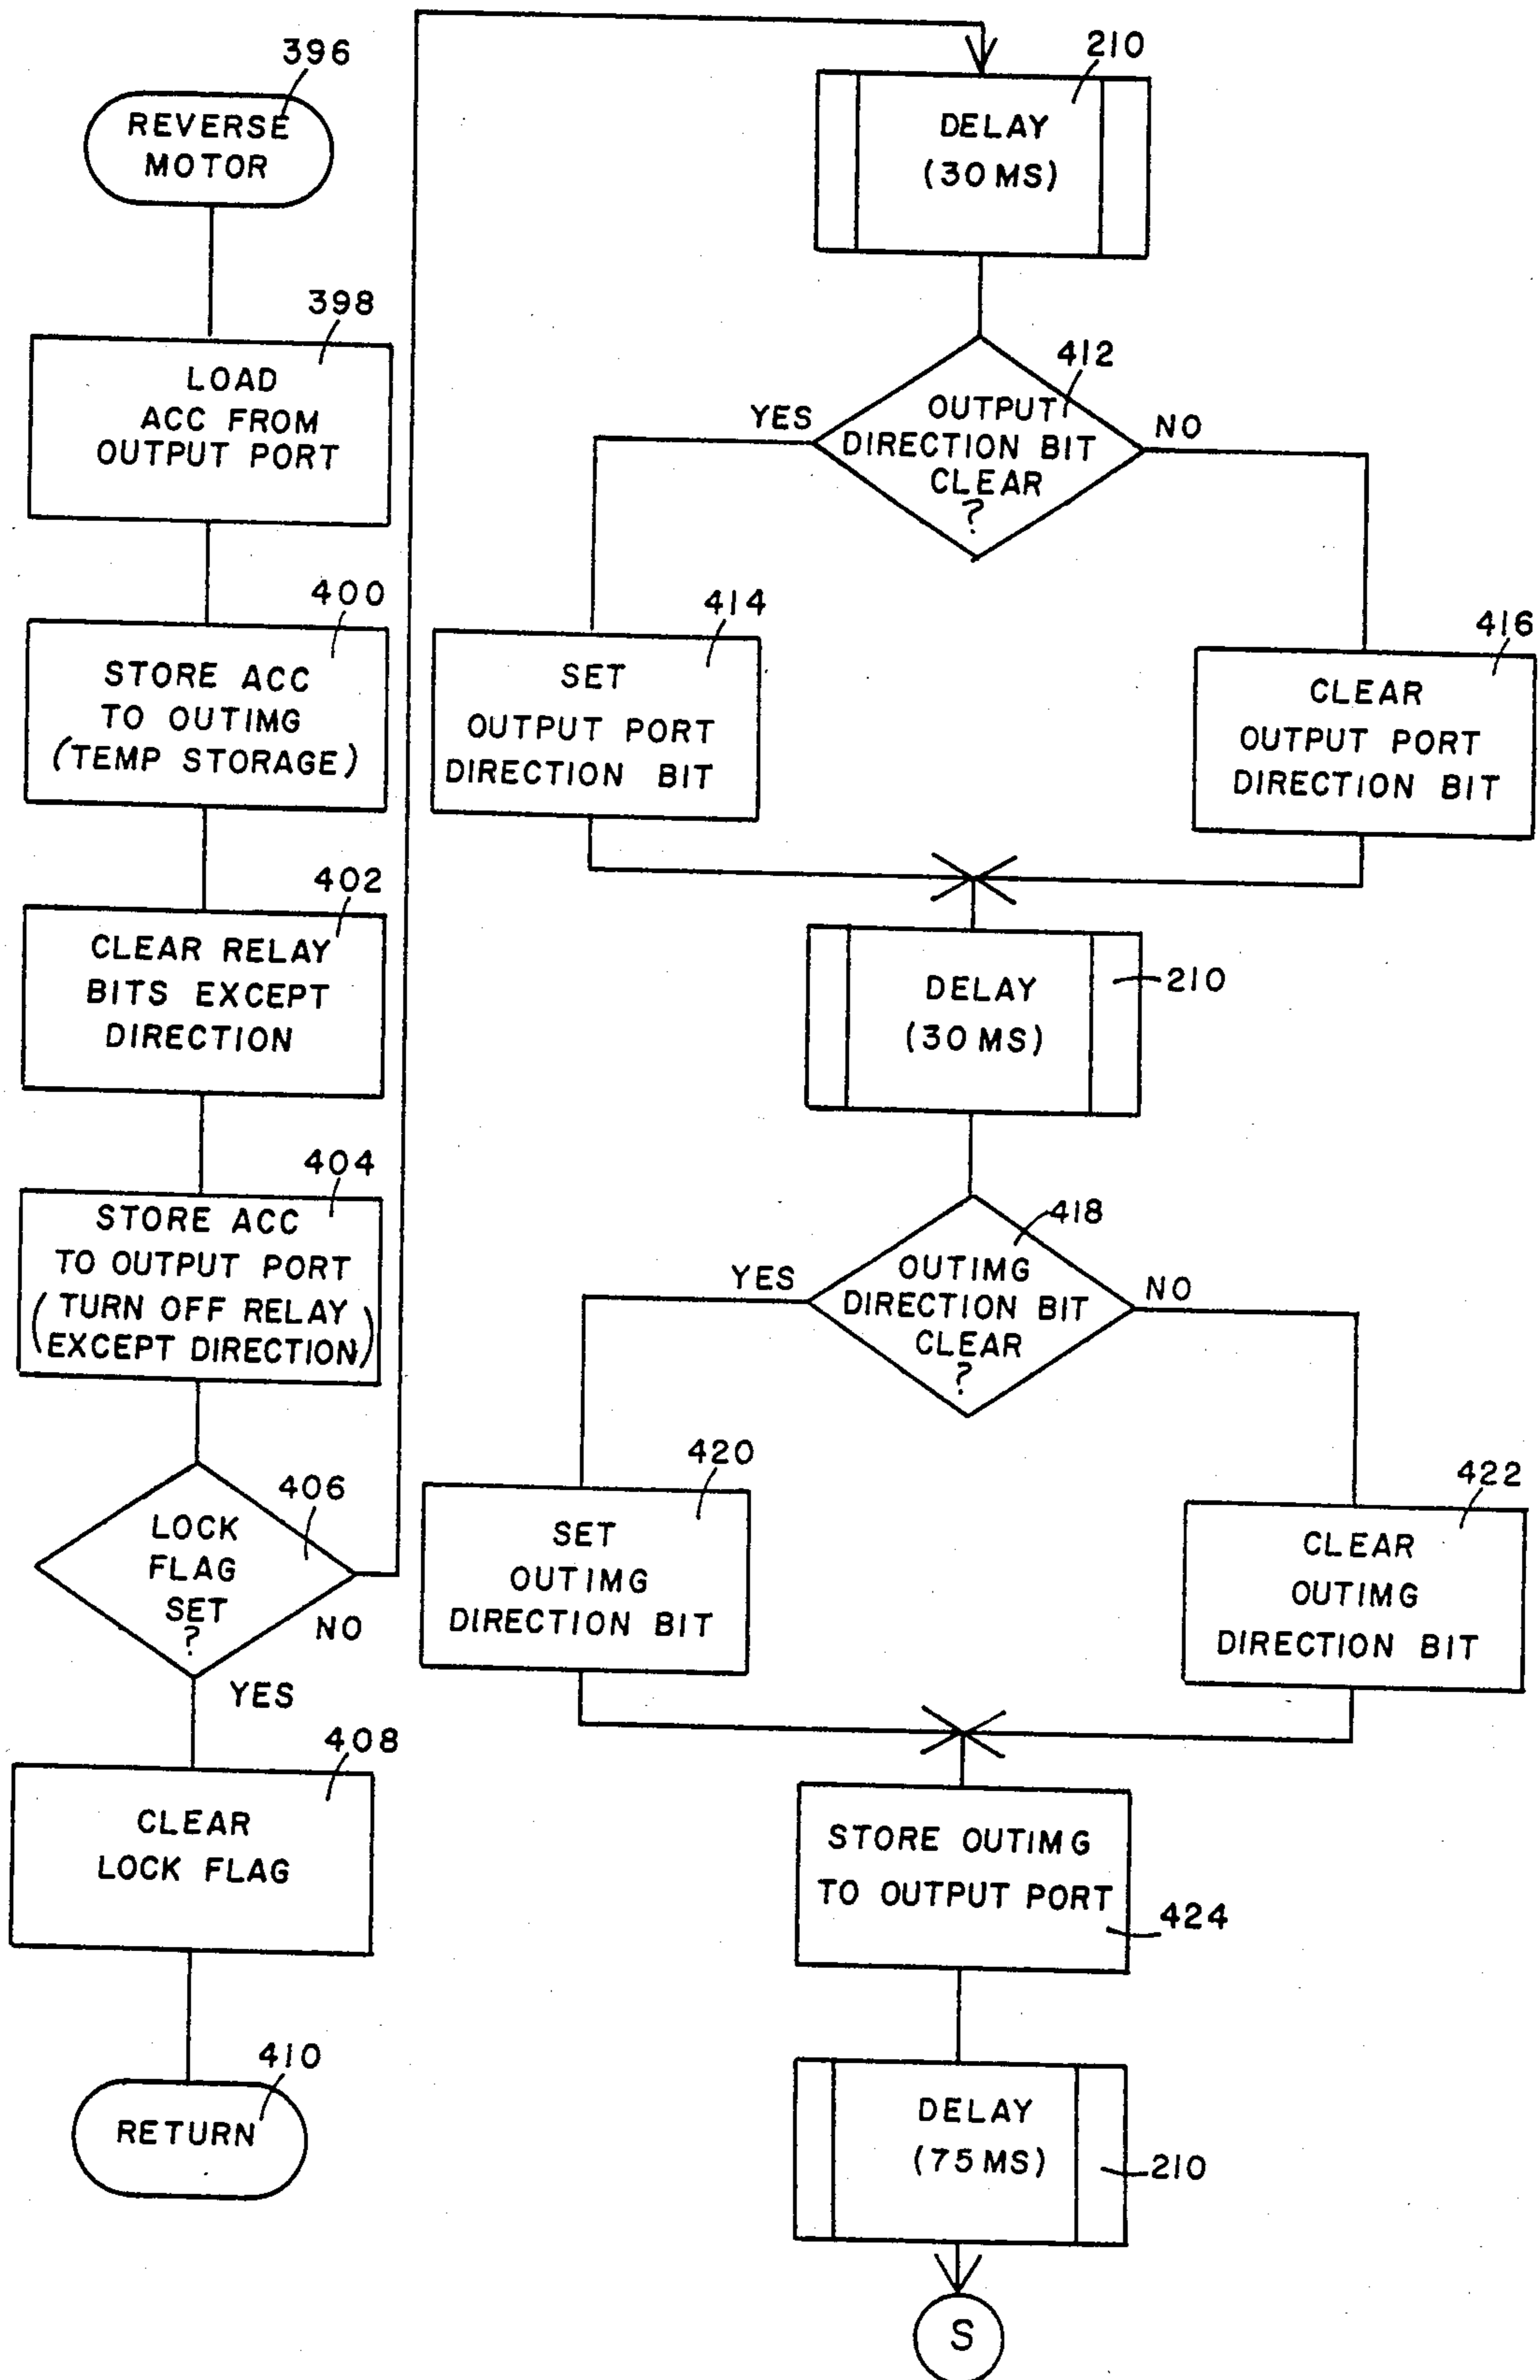 396
REVERSE
MOTOR
398
LOAD
ACC FROM
OUTPUT PORT
400
STORE ACC
TO OUTIMG
(TEMP STORAGE)
402
CLEAR RELAY
BITS EXCEPT
DIRECTION
404
STORE ACC
TO OUTPUT PORT
(TURN OFF RELAY
EXCEPT DIRECTION)
406
LOCK
FLAG
SET
?
NO
YES
408
CLEAR
LOCK FLAG
410
RETURN
210
DELAY
(30 MS)
412
OUTPUT
DIRECTION BIT
CLEAR
?
YES
NO
414
SET
OUTPUT PORT
DIRECTION BIT
416
CLEAR
OUTPUT PORT
DIRECTION BIT
DELAY
(30 MS)
210
418
OUTIMG
DIRECTION BIT
CLEAR
?
YES
NO
420
SET
OUTIMG
DIRECTION BIT
422
CLEAR
OUTIMG
DIRECTION BIT
STORE OUTIMG
TO OUTPUT PORT
424
DELAY
(75 MS)
210
S